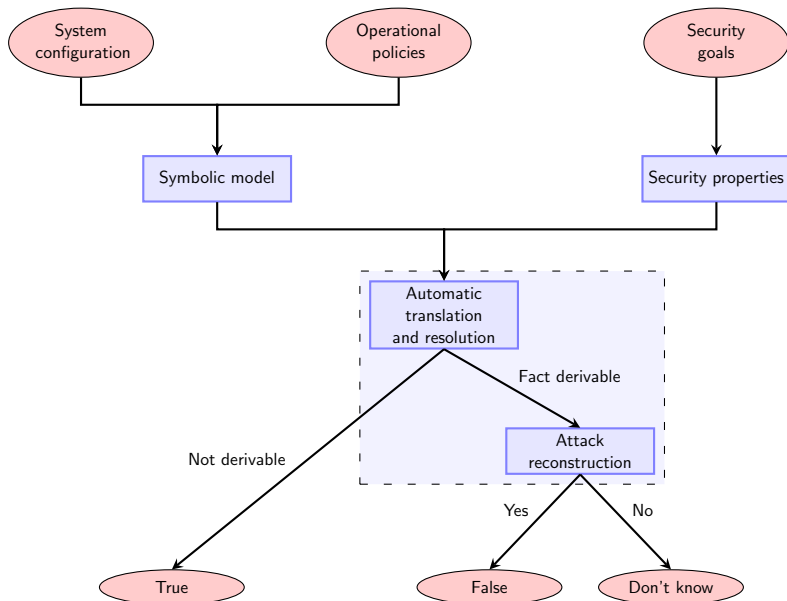 System
configuration
Operational
policies
Security
goals
Symbolic model
Security properties
Automatic
translation
and resolution
Fact derivable
Attack
reconstruction
Not derivable
Yes
No
True
False
Don't know